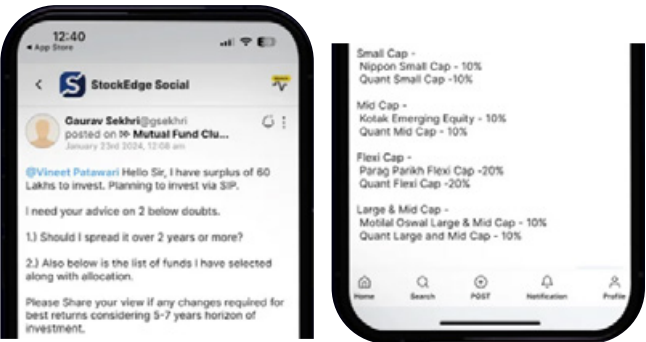 12:40
◂ App Store
StockEdge Social
Gaurav Sekhri@gsekhri
posted on Mutual Fund Clu...
January 23rd 2024, 12:08 am
@Vineet Patawari Hello Sir, I have surplus of 60
Lakhs to invest. Planning to invest via SIP.
I need your advice on 2 below doubts.
1.) Should I spread it over 2 years or more?
2.) Also below is the list of funds I have selected
along with allocation.
Please Share your view if any changes required for
best returns considering 5-7 years horizon of
investment.
Small Cap -
Nippon Small Cap - 10%
Quant Small Cap -10%
Mid Cap -
Kotak Emerging Equity - 10%
Quant Mid Cap - 10%
Flexi Cap -
Parag Parikh Flexi Cap -20%
Quant Flexi Cap -20%
Large & Mid Cap -
Motilal Oswal Large & Mid Cap - 10%
Quant Large and Mid Cap - 10%
Home Search POST Notification Profile